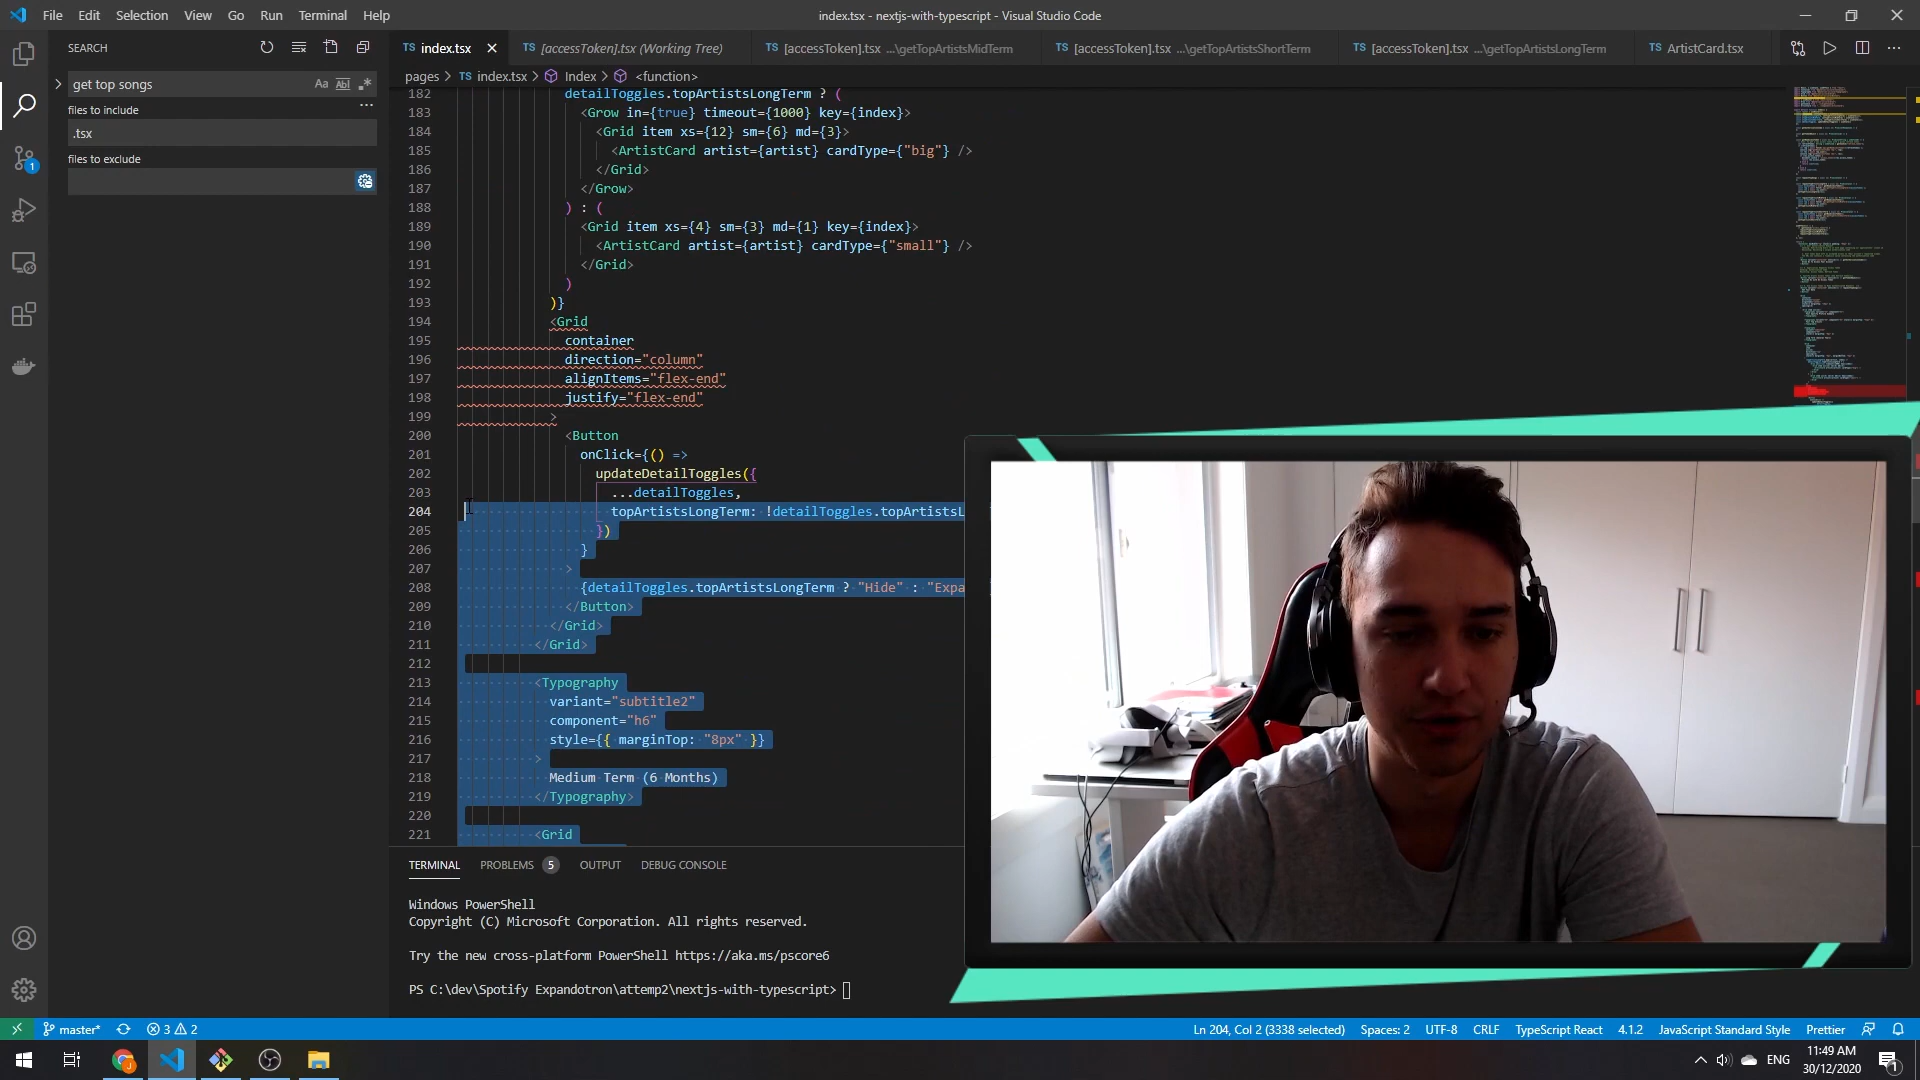 File Edit Selection View Go Run Terminal Help
index.tsx - nextjs-with-typescript - Visual Studio Code
SEARCH
get top songs
Aa Abl .*
files to include
.tsx
files to exclude
1
TS index.tsx
TS [accessToken].tsx (Working Tree)
TS [accessToken].tsx ...\getTopArtistsMidTerm
TS [accessToken].tsx ...\getTopArtistsShortTerm
TS [accessToken].tsx ...\getTopArtistsLongTerm
TS ArtistCard.tsx
pages > TS index.tsx > Index > <function>
182 detailToggles.topArtistsLongTerm ? (
183 <Grow in={true} timeout={1000} key={index}>
184 <Grid item xs={12} sm={6} md={3}>
185 <ArtistCard artist={artist} cardType={"big"} />
186 </Grid>
187 </Grow>
188 ) : (
189 <Grid item xs={4} sm={3} md={1} key={index}>
190 <ArtistCard artist={artist} cardType={"small"} />
191 </Grid>
192 )
193 )}
194 <Grid
195 container
196 direction="column"
197 alignItems="flex-end"
198 justify="flex-end"
199 >
200 <Button
201 onClick={() =>
202 updateDetailToggles({
203 ...detailToggles,
204 topArtistsLongTerm: !detailToggles.topArtistsL
205 })
206 }
207 >
208 {detailToggles.topArtistsLongTerm ? "Hide" : "Expa
209 </Button>
210 </Grid>
211 </Grid>
212
213 <Typography
214 variant="subtitle2"
215 component="h6"
216 style={{ marginTop: "8px" }}
217 >
218 Medium Term (6 Months)
219 </Typography>
220
221 <Grid
TERMINAL PROBLEMS 5 OUTPUT DEBUG CONSOLE
Windows PowerShell
Copyright (C) Microsoft Corporation. All rights reserved.
Try the new cross-platform PowerShell https://aka.ms/pscore6
PS C:\dev\Spotify Expandotron\attemp2\nextjs-with-typescript>
master* 3 2
Ln 204, Col 2 (3338 selected) Spaces: 2 UTF-8 CRLF TypeScript React 4.1.2 JavaScript Standard Style Prettier
ENG
11:49 AM
30/12/2020
1